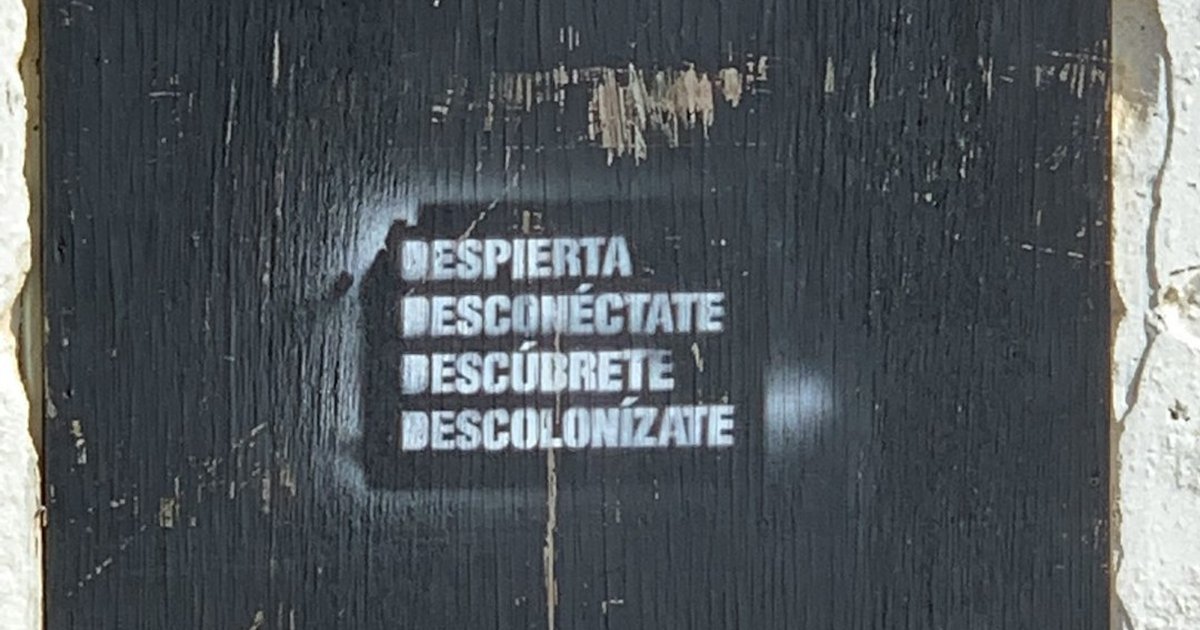 DESPIERTA
DESCONÉCTATE
DESCÚBRETE
DESCOLONÍZATE